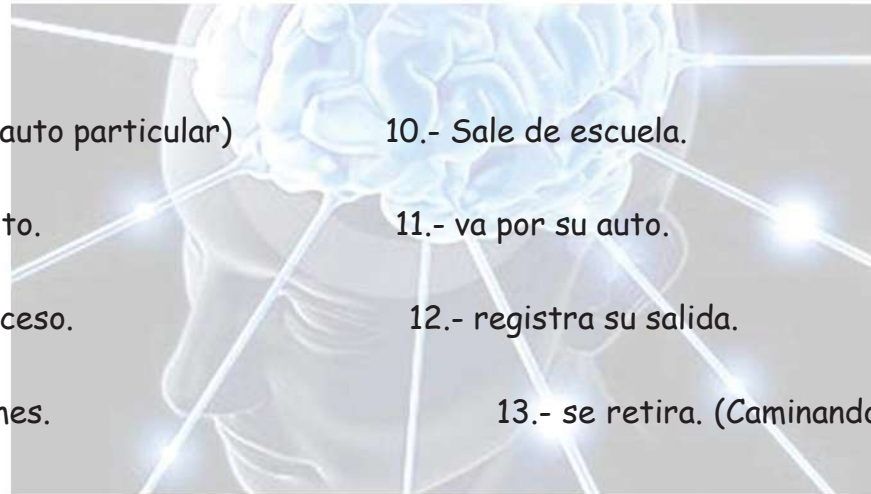 auto particular)
10.- Sale de escuela.
to.
11.- va por su auto.
ceso.
12.- registra su salida.
nes.
13.- se retira. (Caminando